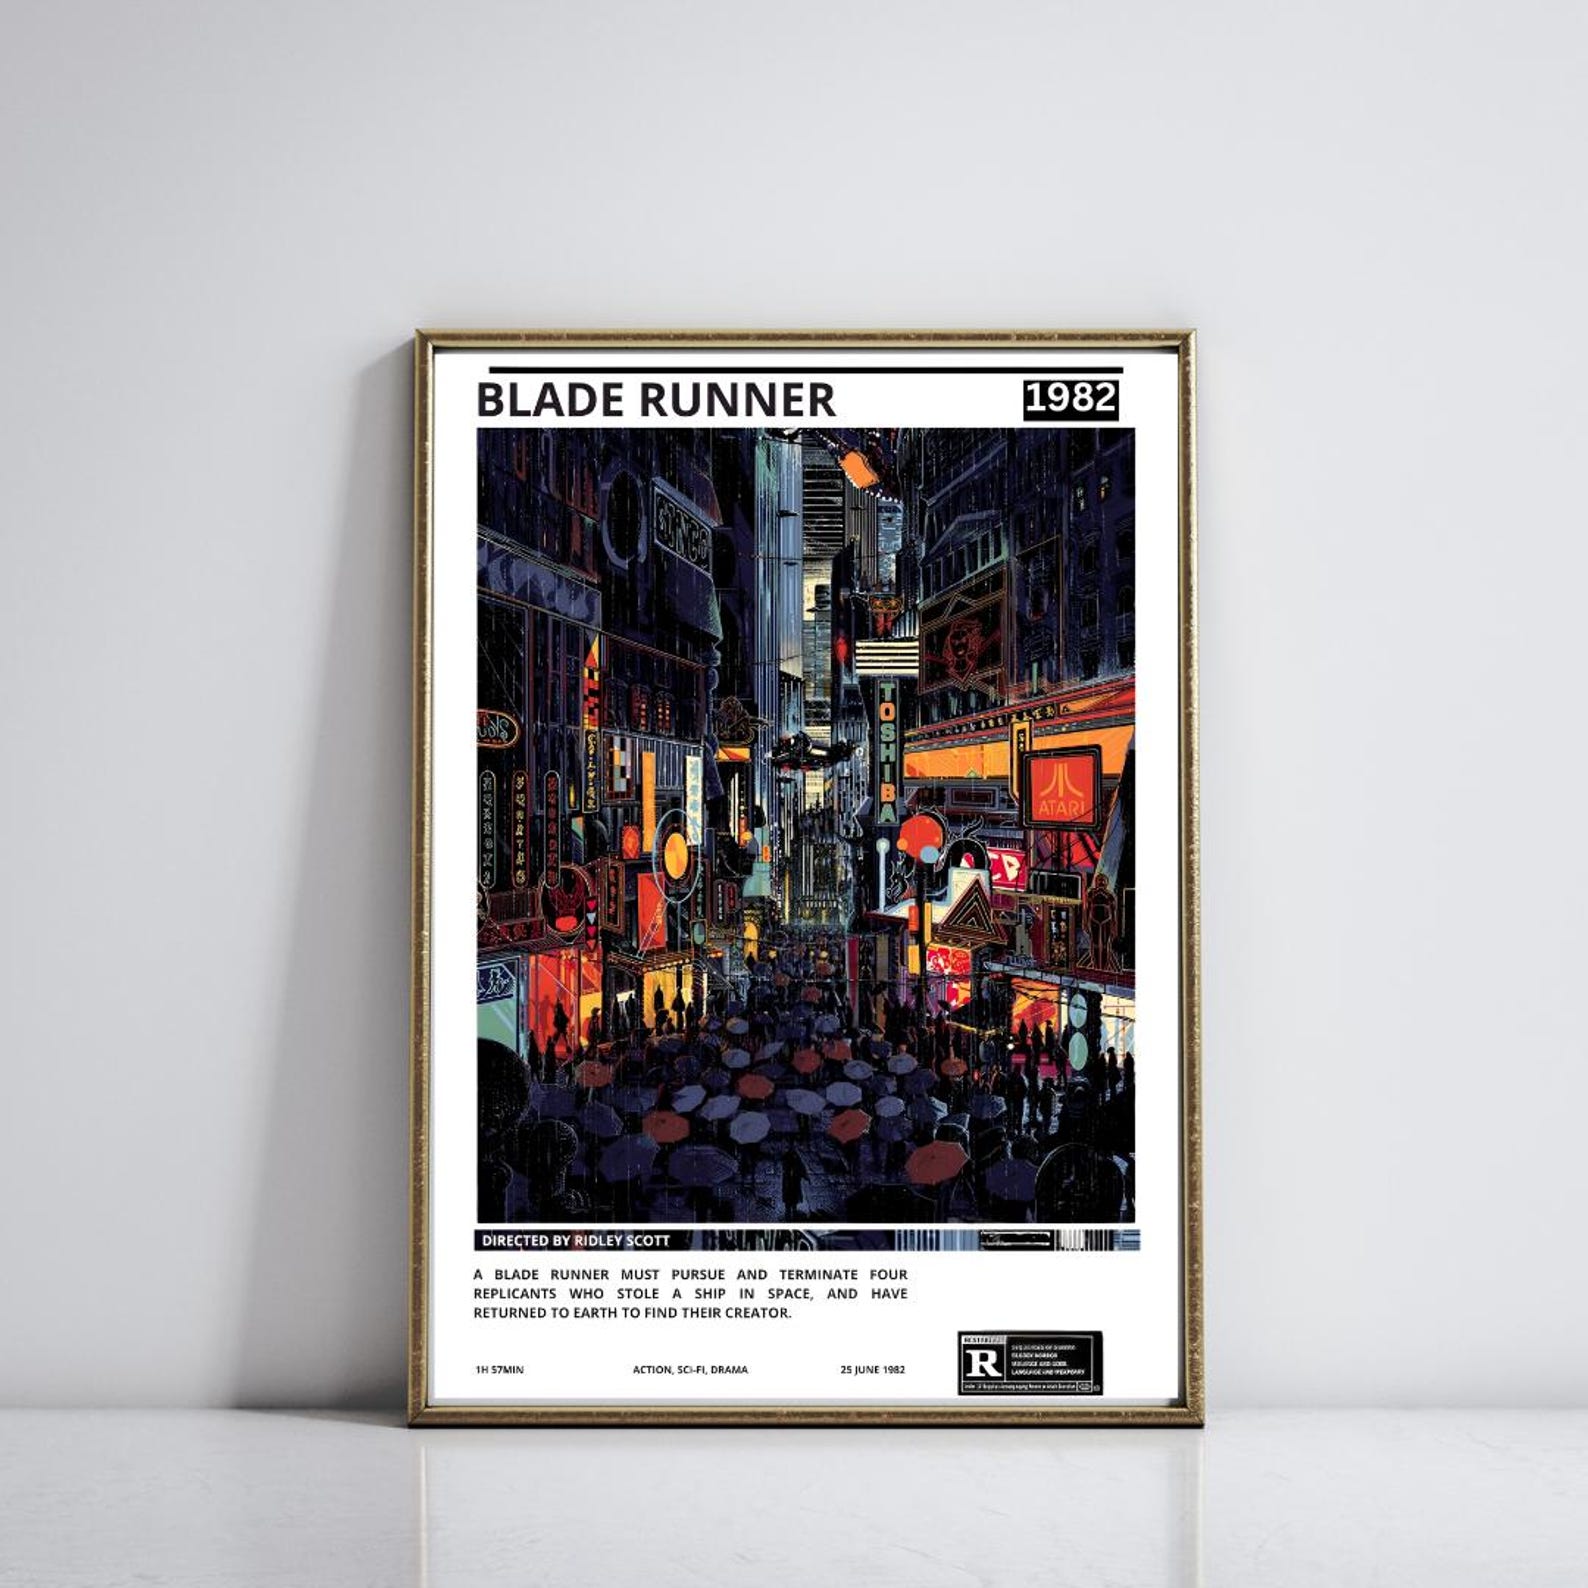 BLADE RUNNER
1982
TOSHIBA
ATARI
DIRECTED BY RIDLEY SCOTT
A BLADE RUNNER MUST PURSUE AND TERMINATE FOUR
REPLICANTS WHO STOLE A SHIP IN SPACE, AND HAVE
RETURNED TO EARTH TO FIND THEIR CREATOR.
1H 57MIN
ACTION, SCI-FI, DRAMA
25 JUNE 1982
R